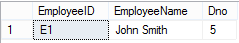 EmployeeID EmployeeName Dno
1 E1 John Smith 5